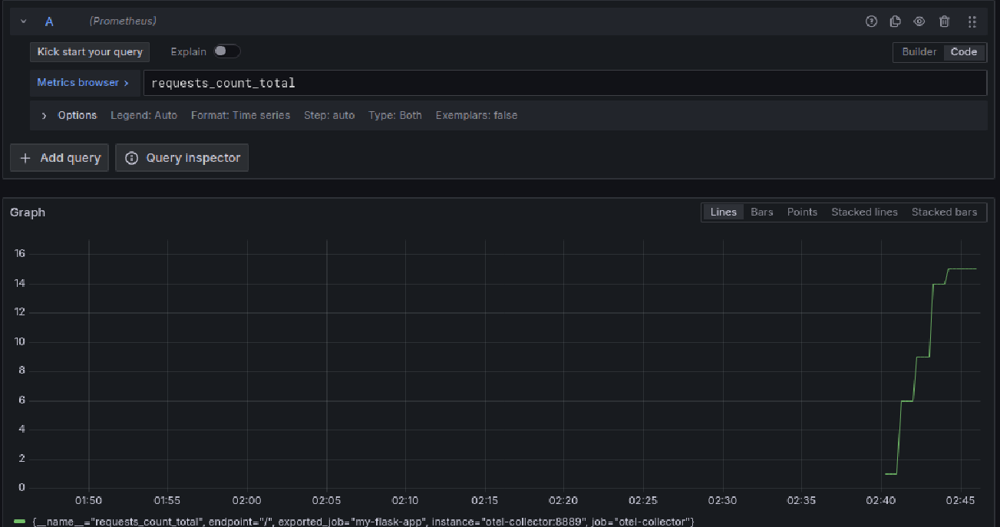 A (Prometheus)
Kick start your query Explain Builder Code
Metrics browser > requests_count_total
> Options Legend: Auto Format: Time series Step: auto Type: Both Exemplars: false
+ Add query Query inspector
Graph Lines Bars Points Stacked lines Stacked bars
16
14
12
10
8
6
4
2
0
01:50 01:55 02:00 02:05 02:10 02:15 02:20 02:25 02:30 02:35 02:40 02:45
{__name__="requests_count_total", endpoint="/", exported_job="my-flask-app", instance="otel-collector:8889", job="otel-collector"}